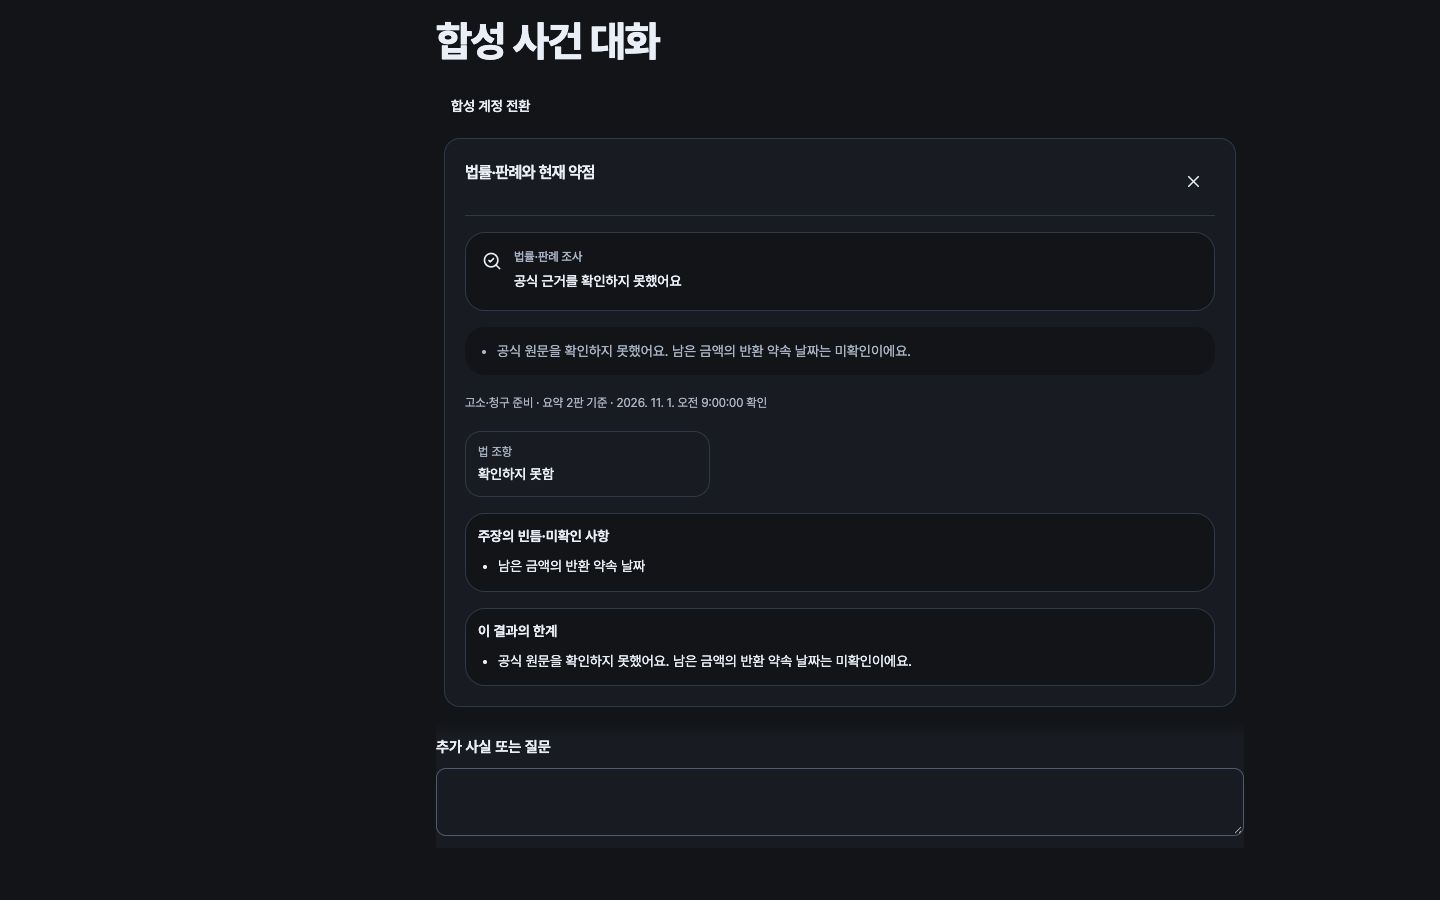 합성 사건 대화
합성 계정 전환
법률·판례와 현재 약점
법률·판례 조사
공식 근거를 확인하지 못했어요
• 공식 원문을 확인하지 못했어요. 남은 금액의 반환 약속 날짜는 미확인이에요.
고소·청구 준비 · 요약 2판 기준 · 2026. 11. 1. 오전 9:00:00 확인
법 조항
확인하지 못함
주장의 빈틈·미확인 사항
• 남은 금액의 반환 약속 날짜
이 결과의 한계
• 공식 원문을 확인하지 못했어요. 남은 금액의 반환 약속 날짜는 미확인이에요.
추가 사실 또는 질문